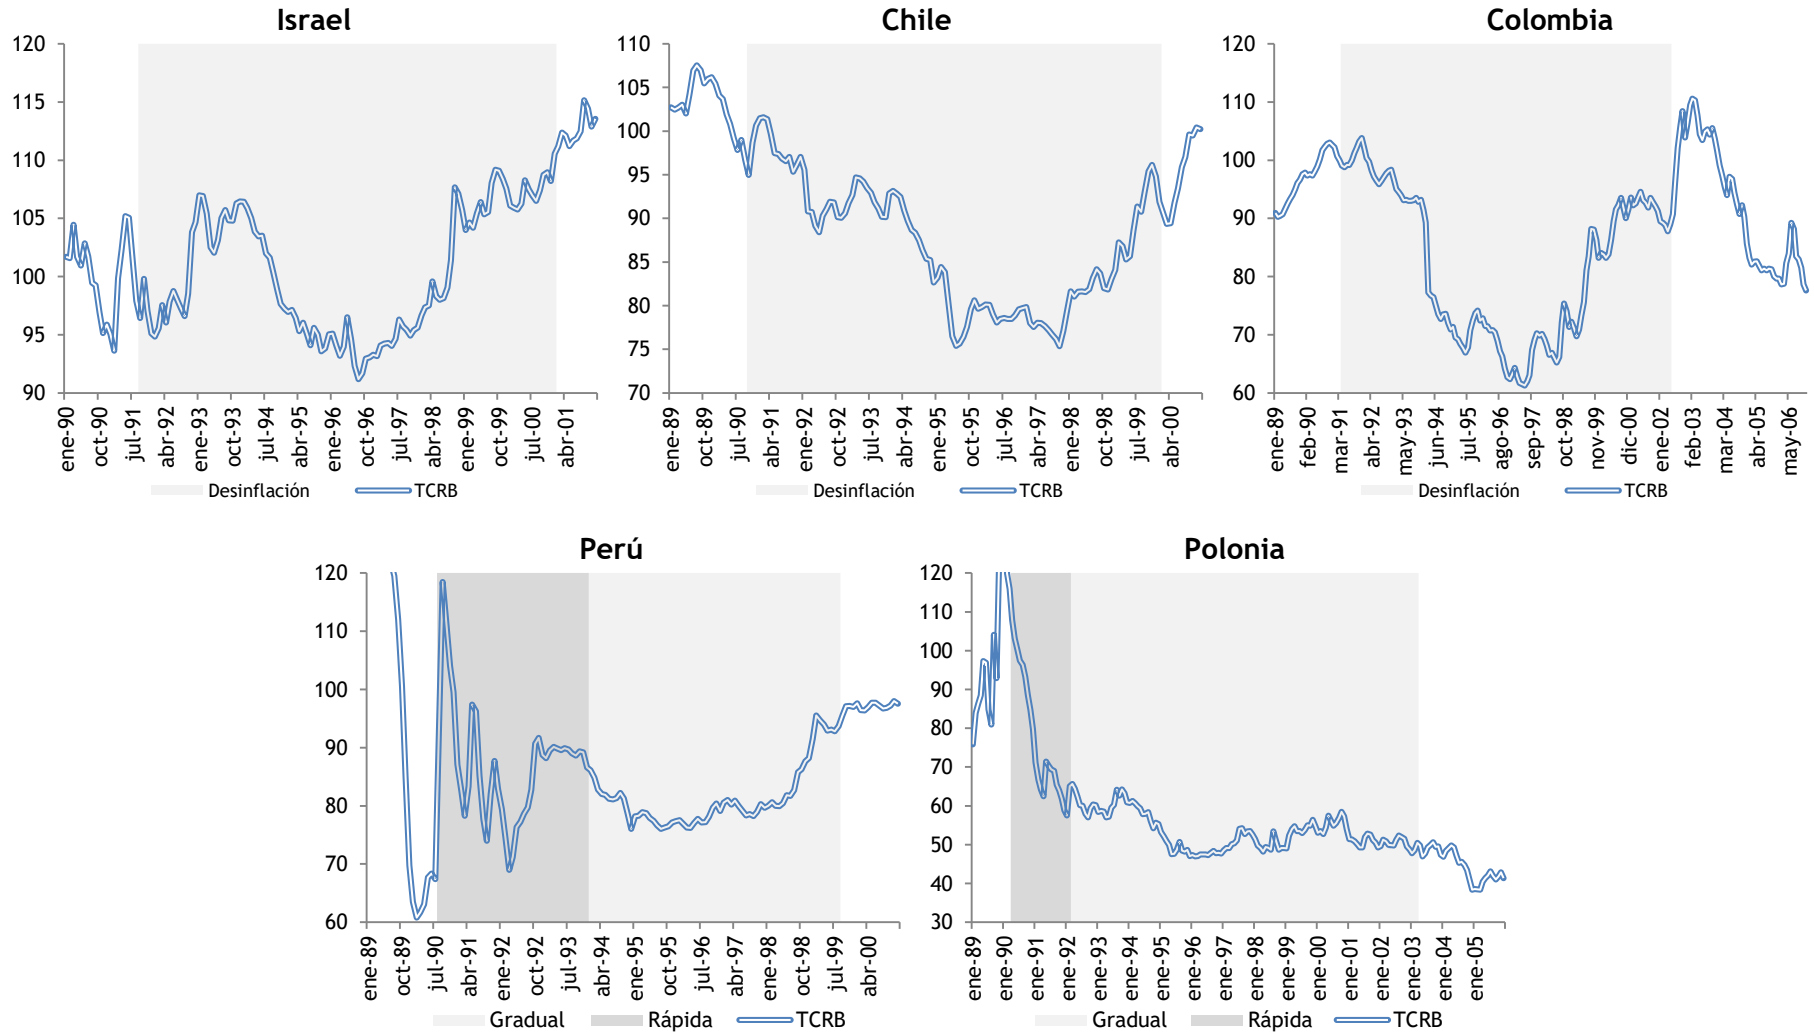 Israel
120
115
110
105
100
95
90
ene-90
oct-90
jul-91
abr-92
ene-93
oct-93
jul-94
abr-95
ene-96
oct-96
jul-97
abr-98
ene-99
oct-99
jul-00
abr-01
Desinflación
TCRB
Chile
110
105
100
95
90
85
80
75
70
ene-89
oct-89
jul-90
abr-91
ene-92
oct-92
jul-93
abr-94
ene-95
oct-95
jul-96
abr-97
ene-98
oct-98
jul-99
abr-00
Desinflación
TCRB
Colombia
120
110
100
90
80
70
60
ene-89
feb-90
mar-91
abr-92
may-93
jun-94
jul-95
ago-96
sep-97
oct-98
nov-99
dic-00
ene-02
feb-03
mar-04
abr-05
may-06
Desinflación
TCRB
Perú
120
110
100
90
80
70
60
ene-89
oct-89
jul-90
abr-91
ene-92
oct-92
jul-93
abr-94
ene-95
oct-95
jul-96
abr-97
ene-98
oct-98
jul-99
abr-00
Gradual
Rápida
TCRB
Polonia
120
110
100
90
80
70
60
50
40
30
ene-89
ene-90
ene-91
ene-92
ene-93
ene-94
ene-95
ene-96
ene-97
ene-98
ene-99
ene-00
ene-01
ene-02
ene-03
ene-04
ene-05
Gradual
Rápida
TCRB